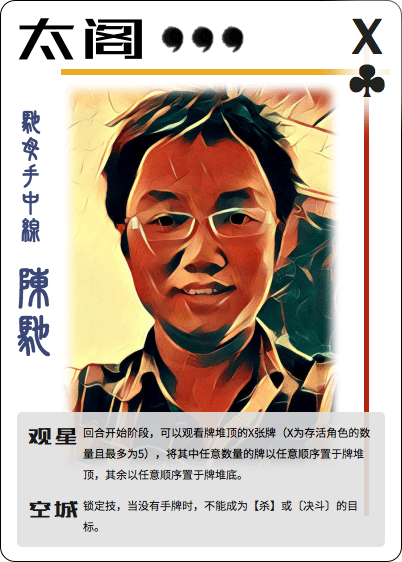 太阁
X
馳母手中線
陳馳
观星
回合开始阶段，可以观看牌堆顶的X张牌（X为存活角色的数
量且最多为5），将其中任意数量的牌以任意顺序置于牌堆
顶，其余以任意顺序置于牌堆底。
空城
锁定技，当没有手牌时，不能成为【杀】或〔决斗〕的目
标。